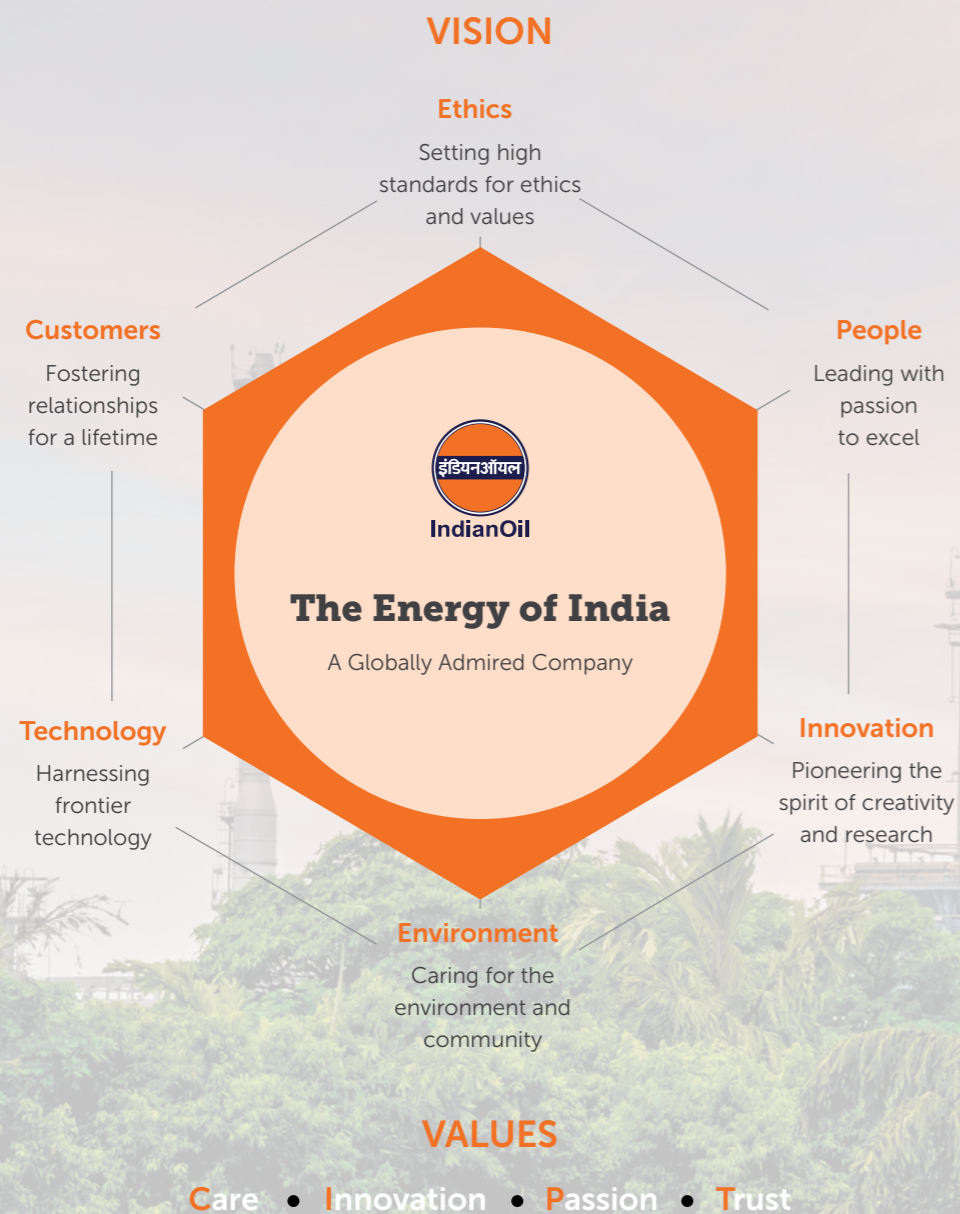 VISION
Ethics
Setting high
standards for ethics
and values
Customers
Fostering
relationships
for a lifetime
People
Leading with
passion
to excel
इंडियनऑयल
IndianOil
The Energy of India
A Globally Admired Company
Technology
Harnessing
frontier
technology
Innovation
Pioneering the
spirit of creativity
and research
Environment
Caring for the
environment and
community
VALUES
Care • Innovation • Passion • Trust